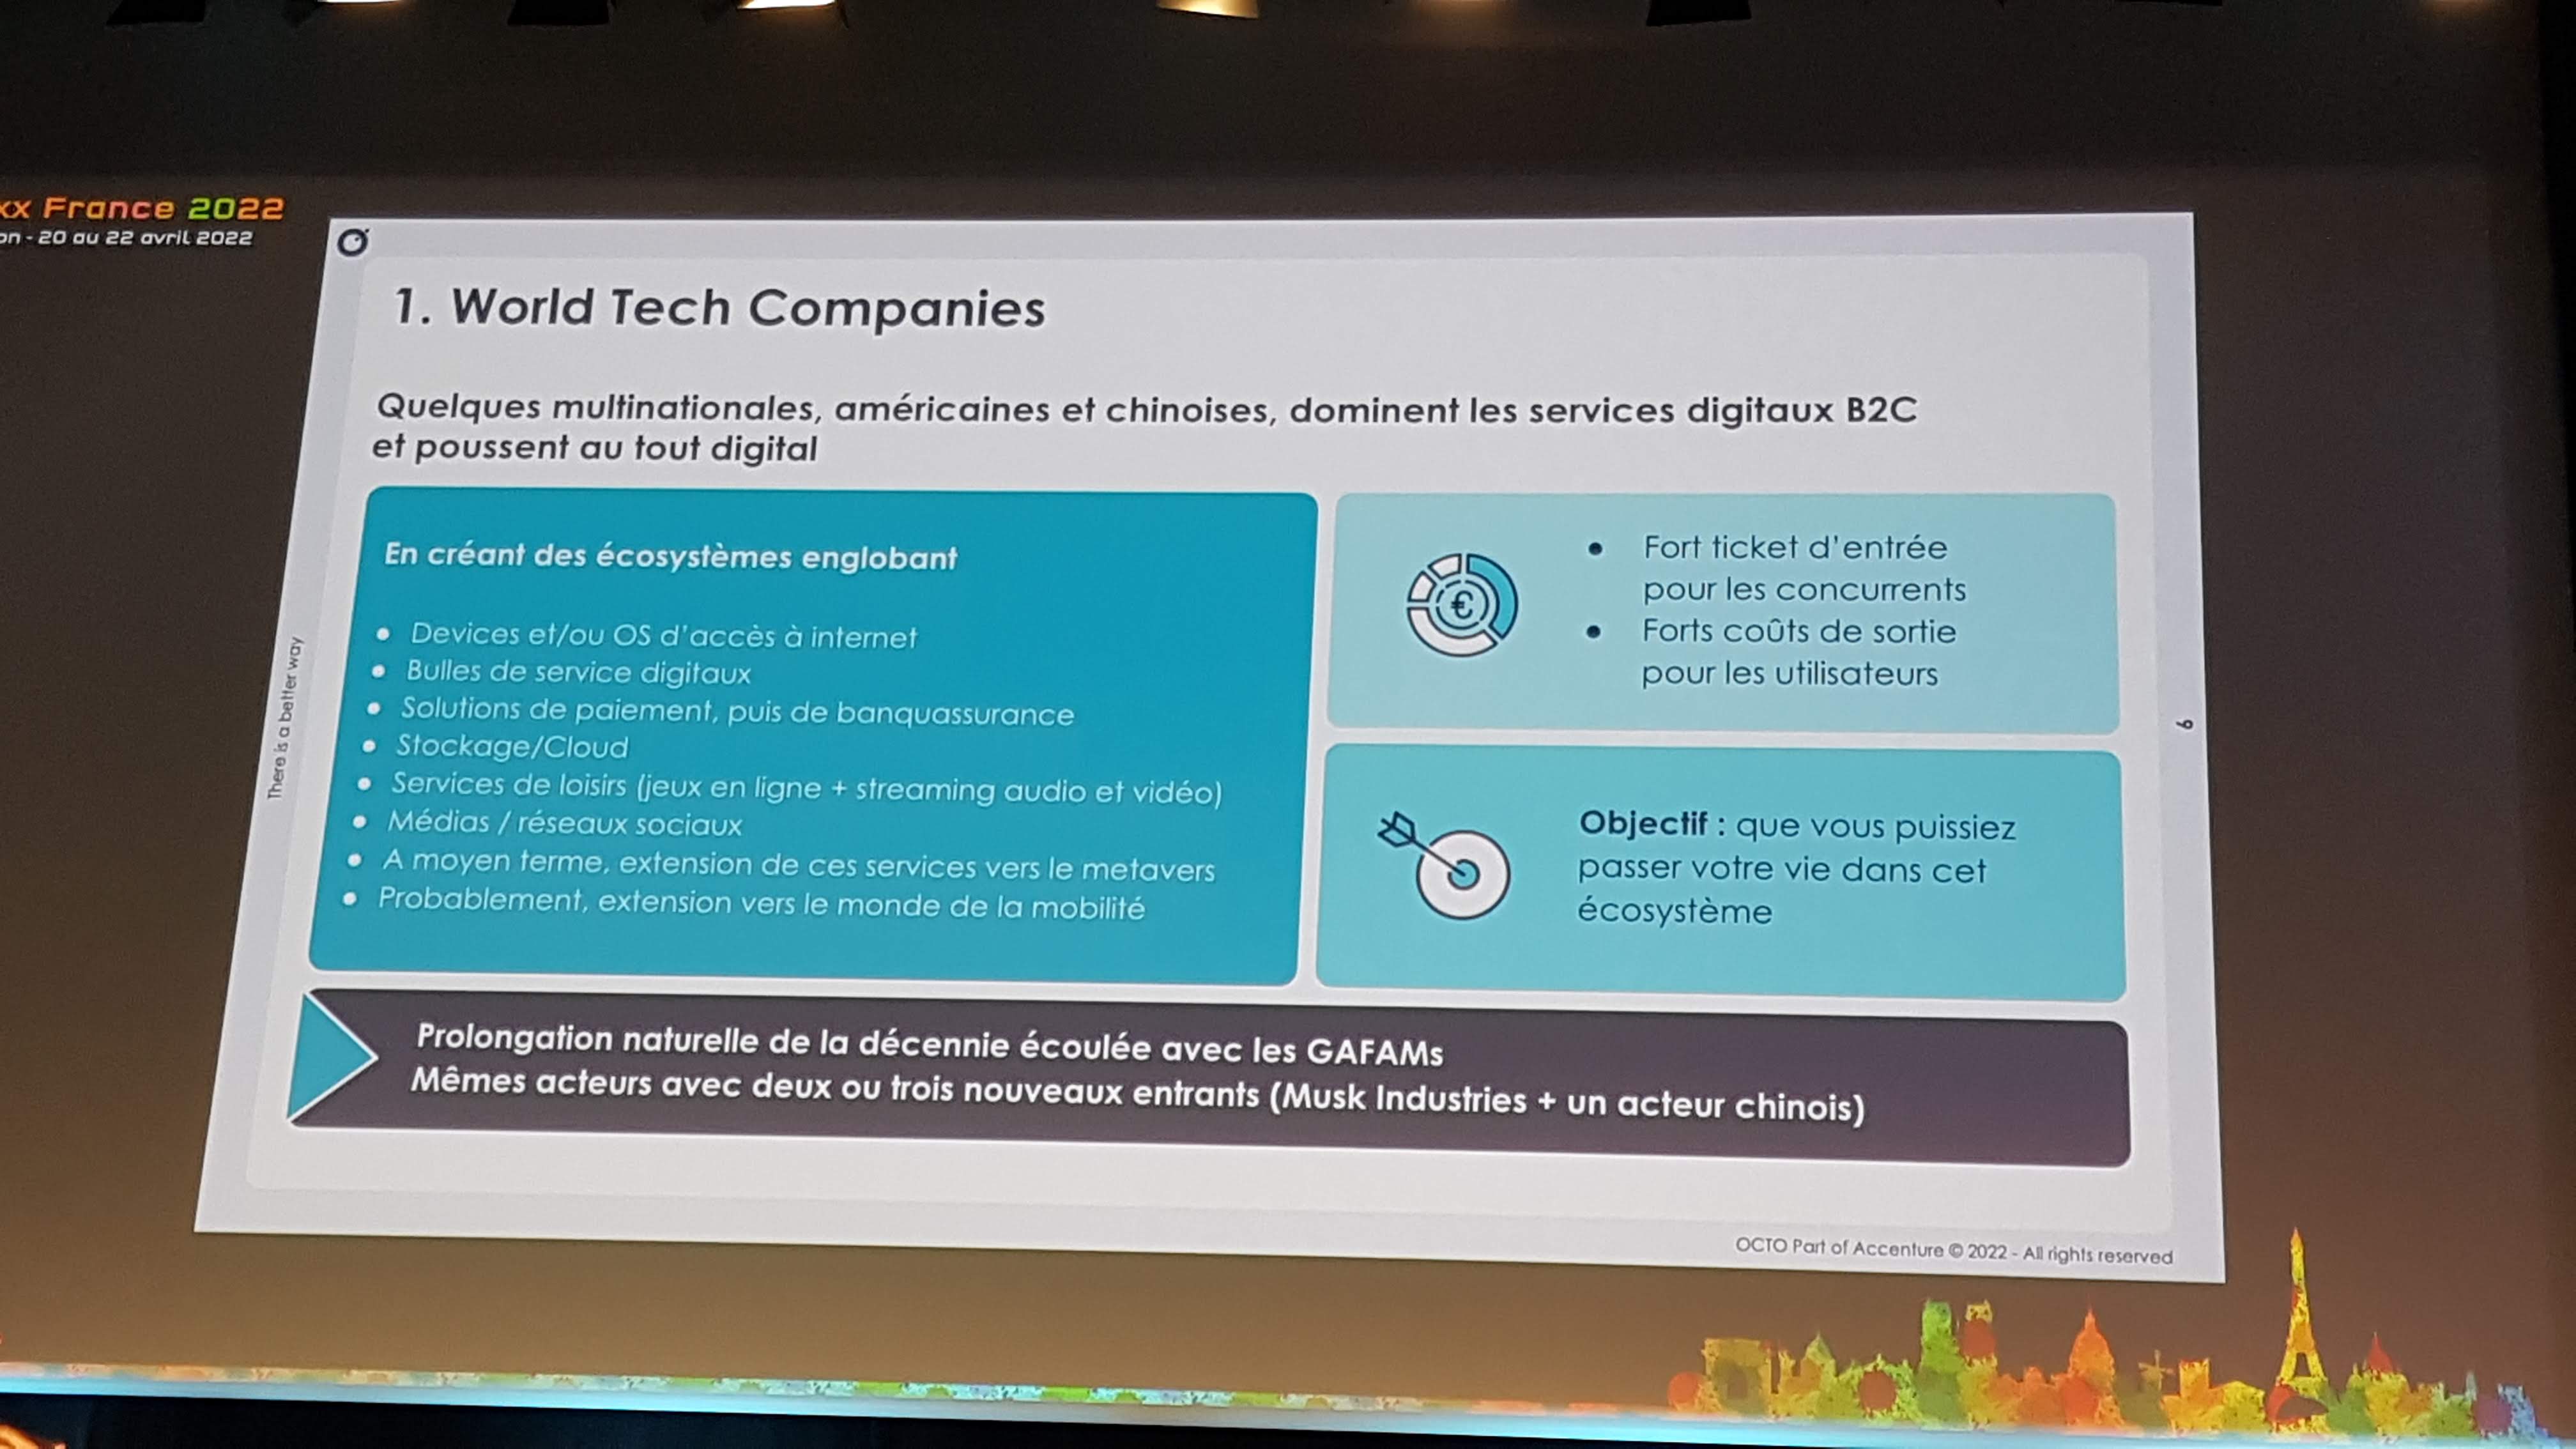 xx France 2022
on - 20 au 22 avril 2022
1. World Tech Companies
Quelques multinationales, américaines et chinoises, dominent les services digitaux B2C
et poussent au tout digital
En créant des écosystèmes englobant
• Devices et/ou OS d'accès à internet
• Bulles de service digitaux
• Solutions de paiement, puis de banquassurance
• Stockage/Cloud
• Services de loisirs (jeux en ligne + streaming audio et vidéo)
• Médias / réseaux sociaux
• A moyen terme, extension de ces services vers le metavers
• Probablement, extension vers le monde de la mobilité
• Fort ticket d'entrée
pour les concurrents
• Forts coûts de sortie
pour les utilisateurs
Objectif : que vous puissiez
passer votre vie dans cet
écosystème
Prolongation naturelle de la décennie écoulée avec les GAFAMs
Mêmes acteurs avec deux ou trois nouveaux entrants (Musk Industries + un acteur chinois)
There is a better way
OCTO Part of Accenture © 2022 - All rights reserved